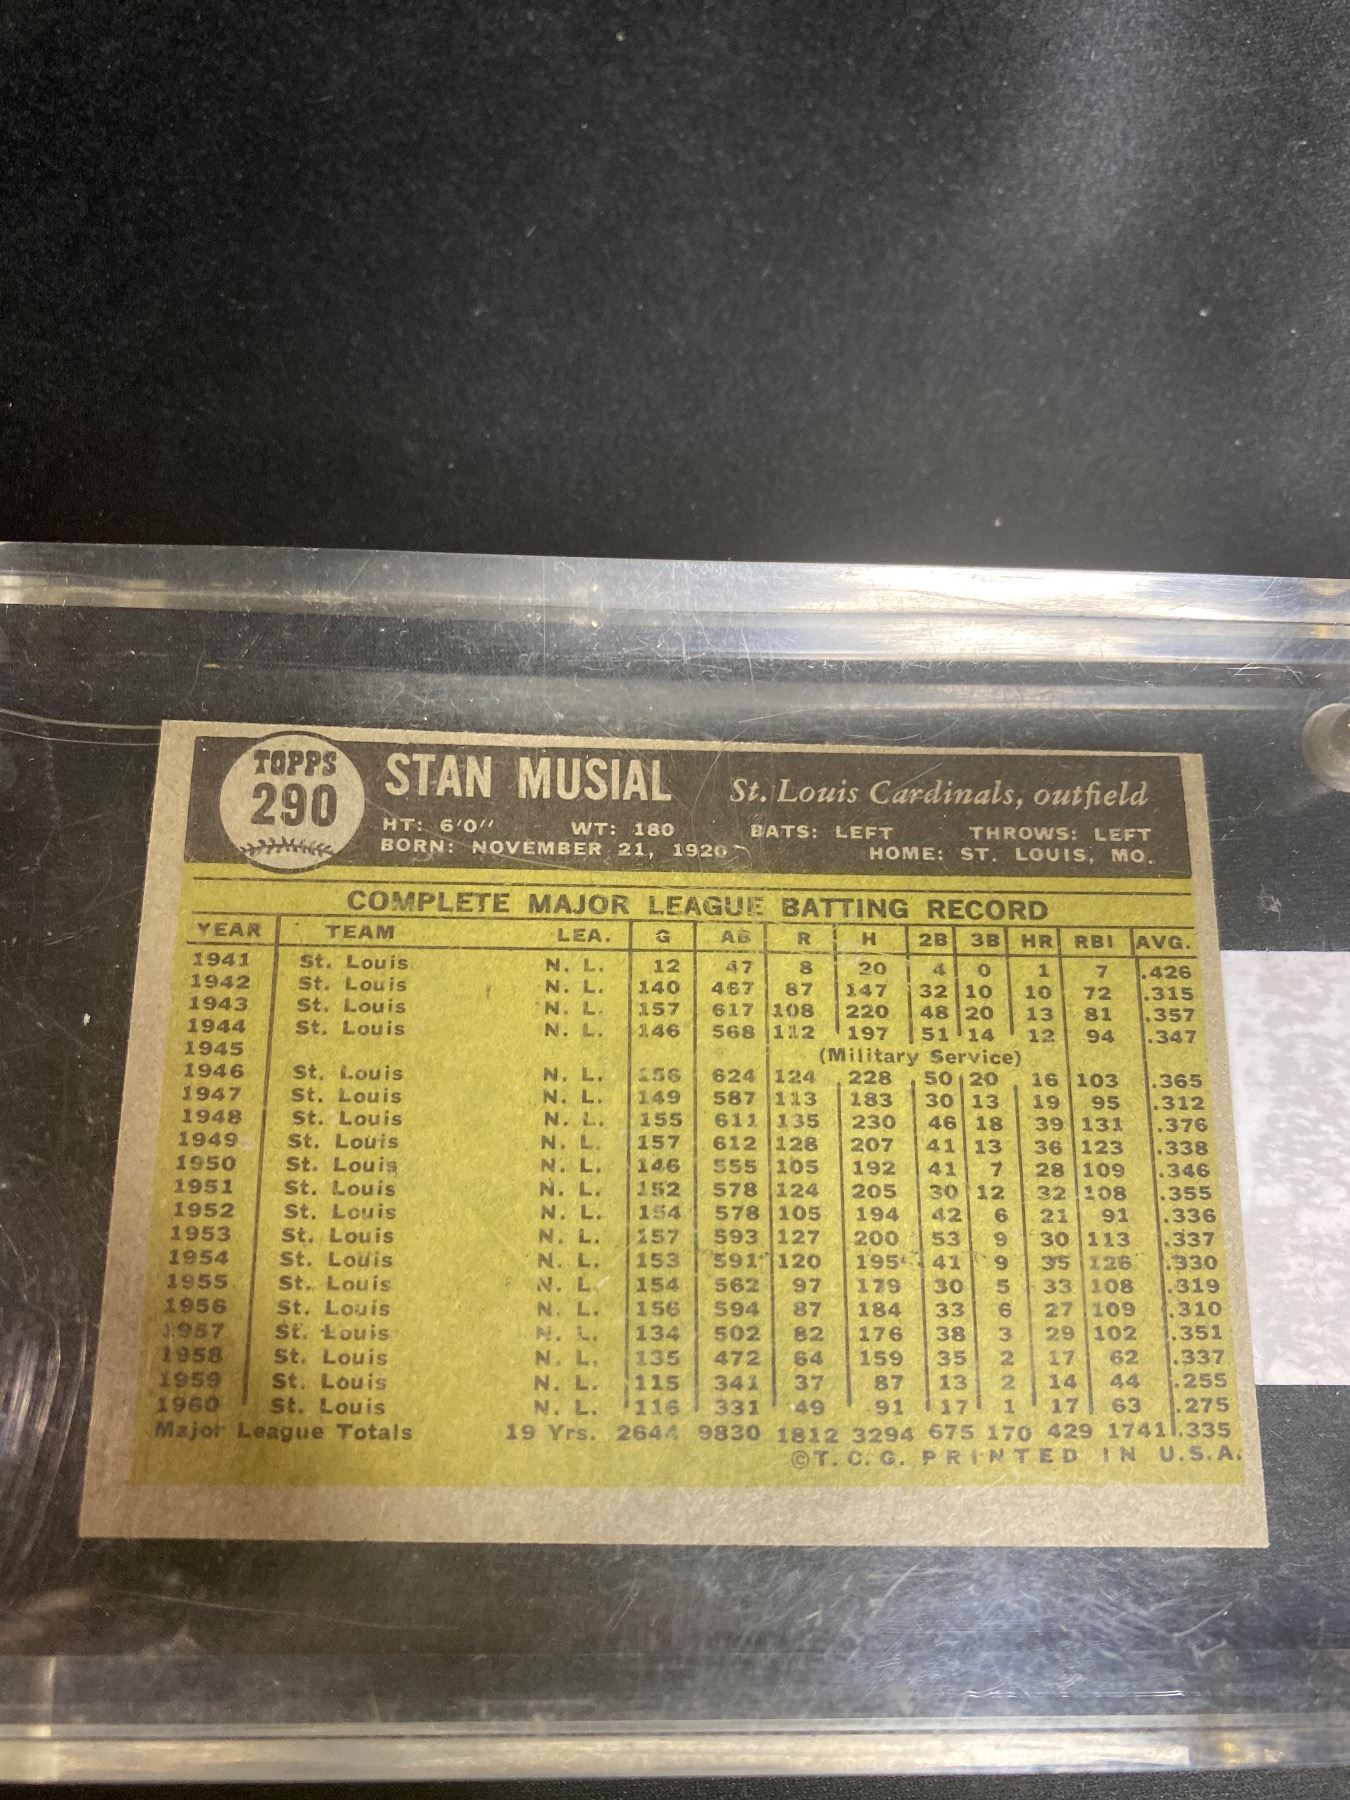 TOPPS
290
STAN MUSIAL St. Louis Cardinals, outfield
HT: 6'0" WT: 180 BATS: LEFT THROWS: LEFT
BORN: NOVEMBER 21, 1920 HOME: ST. LOUIS, MO.
COMPLETE MAJOR LEAGUE BATTING RECORD
YEAR TEAM LEA. G AB R H 2B 3B HR RBI AVG.
1941 St. Louis N. L. 12 47 8 20 4 0 1 7 .426
1942 St. Louis N. L. 140 467 87 147 32 10 10 72 .315
1943 St. Louis N. L. 157 617 108 220 48 20 13 81 .357
1944 St. Louis N. L. 146 568 112 197 51 14 12 94 .347
1945 (Military Service)
1946 St. Louis N. L. 156 624 124 228 50 20 16 103 .365
1947 St. Louis N. L. 149 587 113 183 30 13 19 95 .312
1948 St. Louis N. L. 155 611 135 230 46 18 39 131 .376
1949 St. Louis N. L. 157 612 128 207 41 13 36 123 .338
1950 St. Louis N. L. 146 555 105 192 41 7 28 109 .346
1951 St. Louis N. L. 152 578 124 205 30 12 32 108 .355
1952 St. Louis N. L. 154 578 105 194 42 6 21 91 .336
1953 St. Louis N. L. 157 593 127 200 53 9 30 113 .337
1954 St. Louis N. L. 153 591 120 195 41 9 35 126 .330
1955 St. Louis N. L. 154 562 97 179 30 5 33 108 .319
1956 St. Louis N. L. 156 594 87 184 33 6 27 109 .310
1957 St. Louis N. L. 134 502 82 176 38 3 29 102 .351
1958 St. Louis N. L. 135 472 64 159 35 2 17 62 .337
1959 St. Louis N. L. 115 341 37 87 13 2 14 44 .255
1960 St. Louis N. L. 116 331 49 91 17 1 17 63 .275
Major League Totals 19 Yrs. 2644 9830 1812 3294 675 170 429 1741 .335
©T. C. G. PRINTED IN U.S.A.